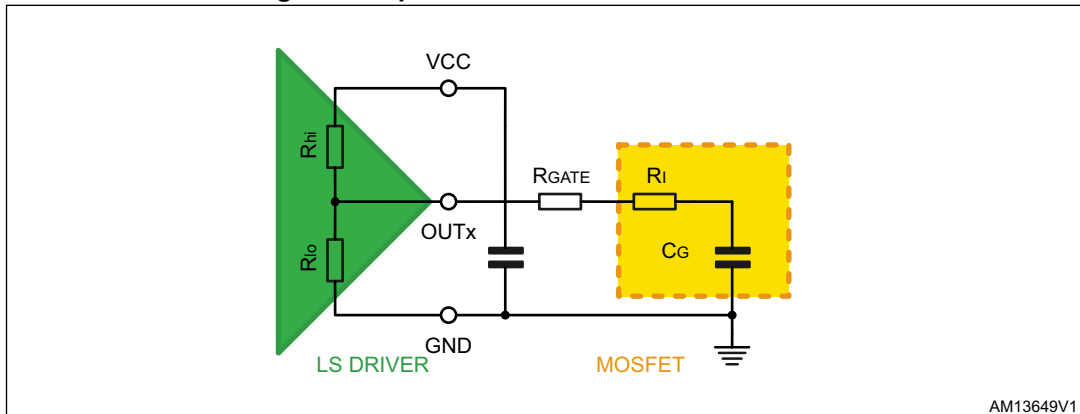 VCC
Rhi
RGATE
RI
OUTx
Rlo
CG
GND
LS DRIVER
MOSFET
AM13649V1